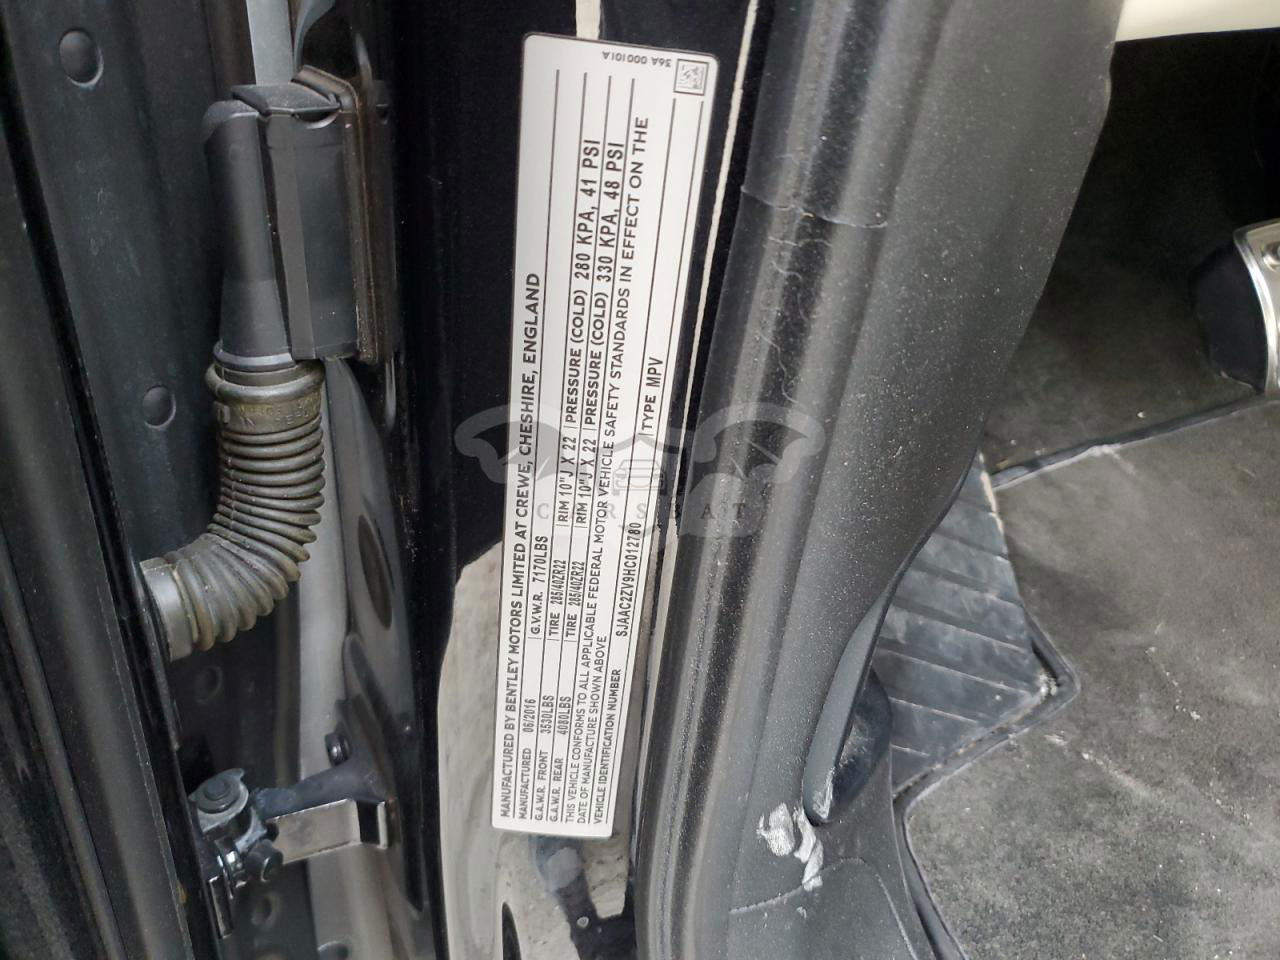 36A 000101A
MANUFACTURED BY BENTLEY MOTORS LIMITED AT CREWE, CHESHIRE, ENGLAND
MANUFACTURED 06/2016 G.V.W.R. 7170LBS
G.A.W.R. FRONT 3530LBS TIRE 285/40ZR22 RIM 10"J X 22 PRESSURE (COLD) 280 KPA, 41 PSI
G.A.W.R. REAR 4080LBS TIRE 285/40ZR22 RIM 10"J X 22 PRESSURE (COLD) 330 KPA, 48 PSI
THIS VEHICLE CONFORMS TO ALL APPLICABLE FEDERAL MOTOR VEHICLE SAFETY STANDARDS IN EFFECT ON THE
DATE OF MANUFACTURE SHOWN ABOVE
VEHICLE IDENTIFICATION NUMBER SJAAC2ZV9HC012780 TYPE MPV
CARSBAT